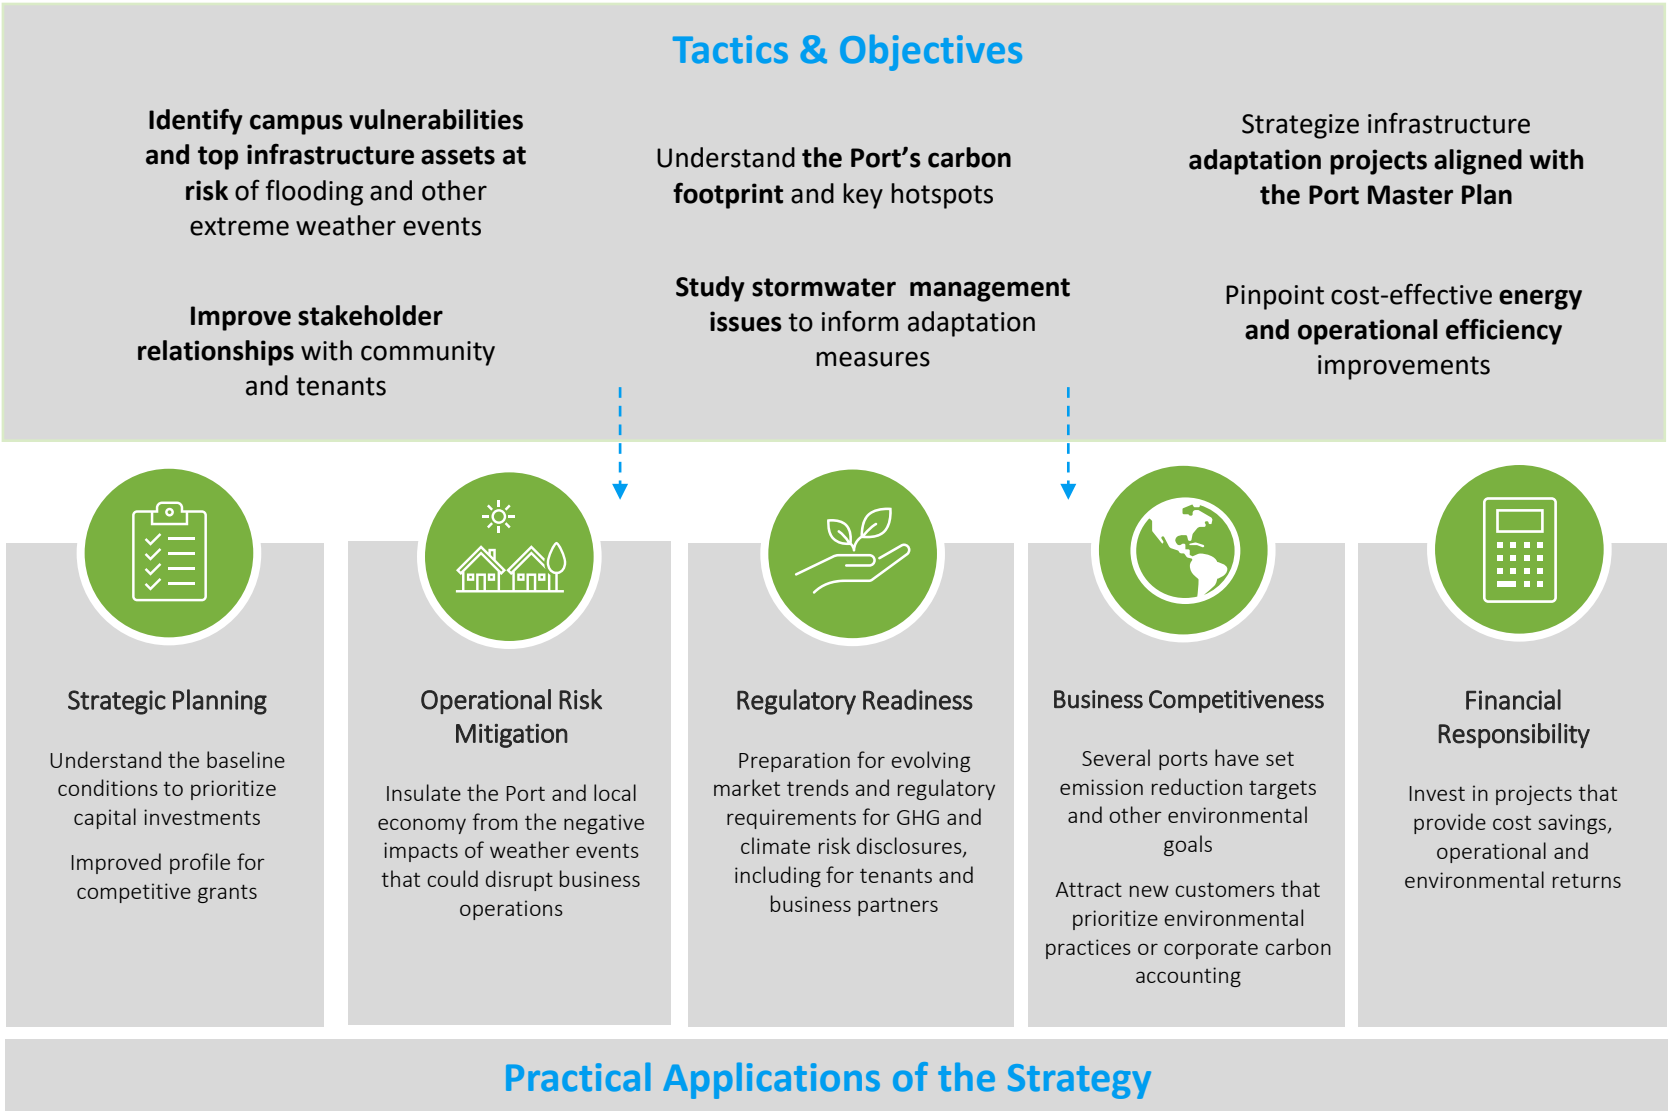 Tactics & Objectives
Identify campus vulnerabilities
and top infrastructure assets at
risk of flooding and other
extreme weather events
Improve stakeholder
relationships with community
and tenants
Understand the Port's carbon
footprint and key hotspots
Study stormwater management
issues to inform adaptation
measures
Strategize infrastructure
adaptation projects aligned with
the Port Master Plan
Pinpoint cost-effective energy
and operational efficiency
improvements
Strategic Planning
Understand the baseline
conditions to prioritize
capital investments
Improved profile for
competitive grants
Operational Risk
Mitigation
Insulate the Port and local
economy from the negative
impacts of weather events
that could disrupt business
operations
Regulatory Readiness
Preparation for evolving
market trends and regulatory
requirements for GHG and
climate risk disclosures,
including for tenants and
business partners
Business Competitiveness
Several ports have set
emission reduction targets
and other environmental
goals
Attract new customers that
prioritize environmental
practices or corporate carbon
accounting
Financial
Responsibility
Invest in projects that
provide cost savings,
operational and
environmental returns
Practical Applications of the Strategy